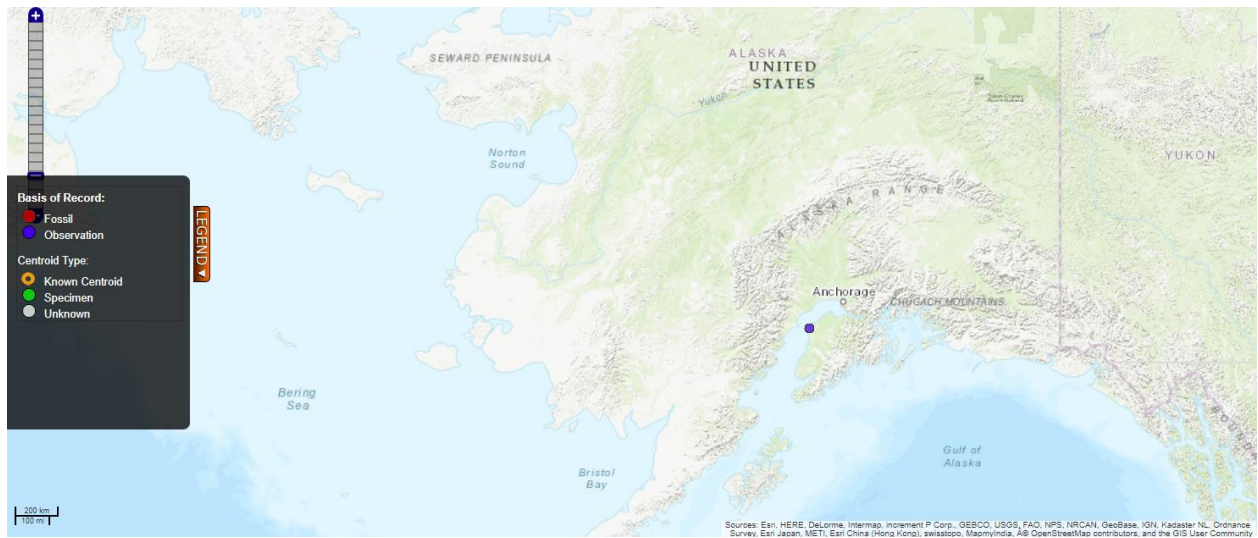 SEWARD PENINSULA
ALASKA
UNITED
STATES
Yukon
Norton
Sound
YUKON
Basis of Record:
Fossil
Observation
LEGEND
Centroid Type:
Known Centroid
Specimen
Unknown
ALASKA RANGE
Anchorage
CHUGACH MOUNTAINS
Bering
Sea
Gulf of
Alaska
Bristol
Bay
200 km
100 mi
Sources: Esri, HERE, DeLorme, Intermap, increment P Corp., GEBCO, USGS, FAO, NPS, NRCAN, GeoBase, IGN, Kadaster NL, Ordnance
Survey, Esri Japan, METI, Esri China (Hong Kong), swisstopo, MapmyIndia, Â© OpenStreetMap contributors, and the GIS User Community